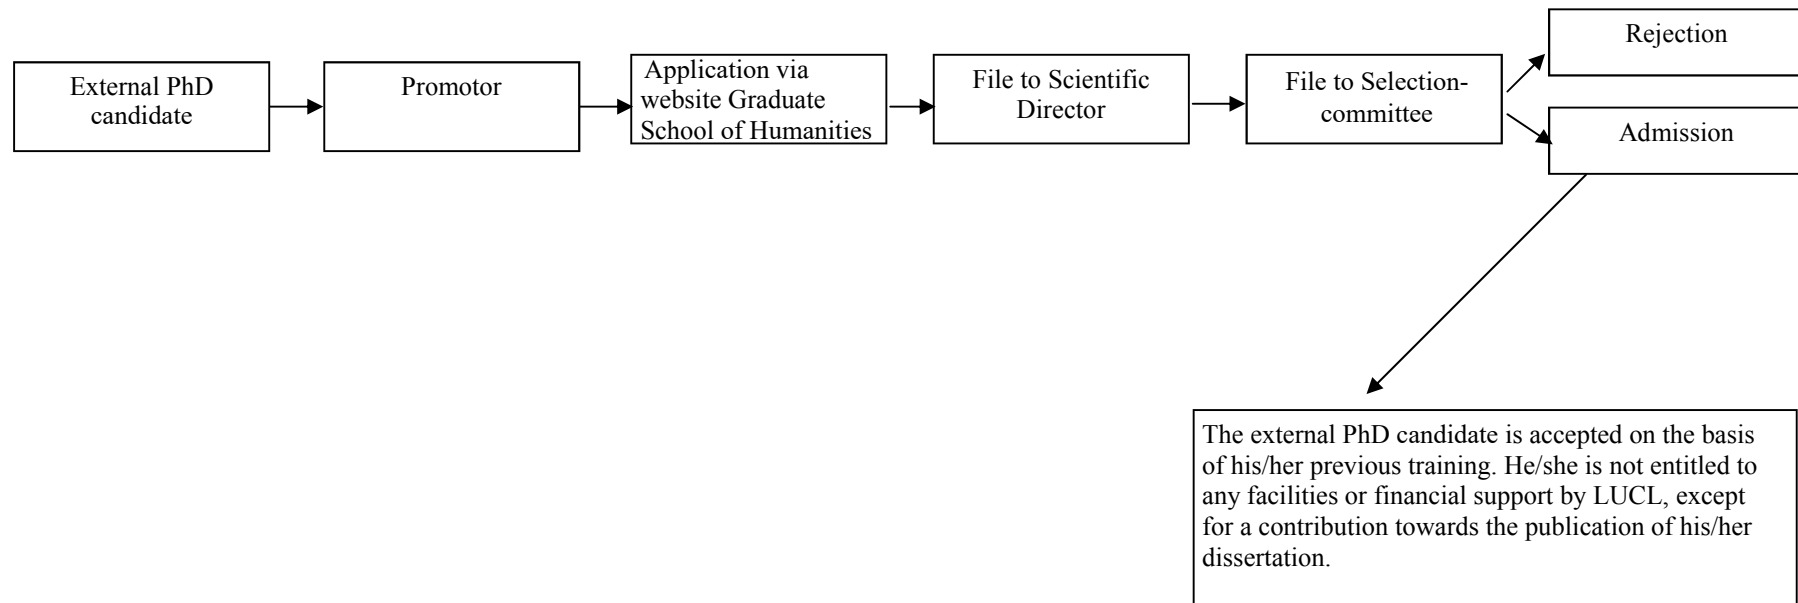 External PhD
candidate
Promotor
Application via
website Graduate
School of Humanities
File to Scientific
Director
File to Selection-
committee
Rejection
Admission
The external PhD candidate is accepted on the basis
of his/her previous training. He/she is not entitled to
any facilities or financial support by LUCL, except
for a contribution towards the publication of his/her
dissertation.